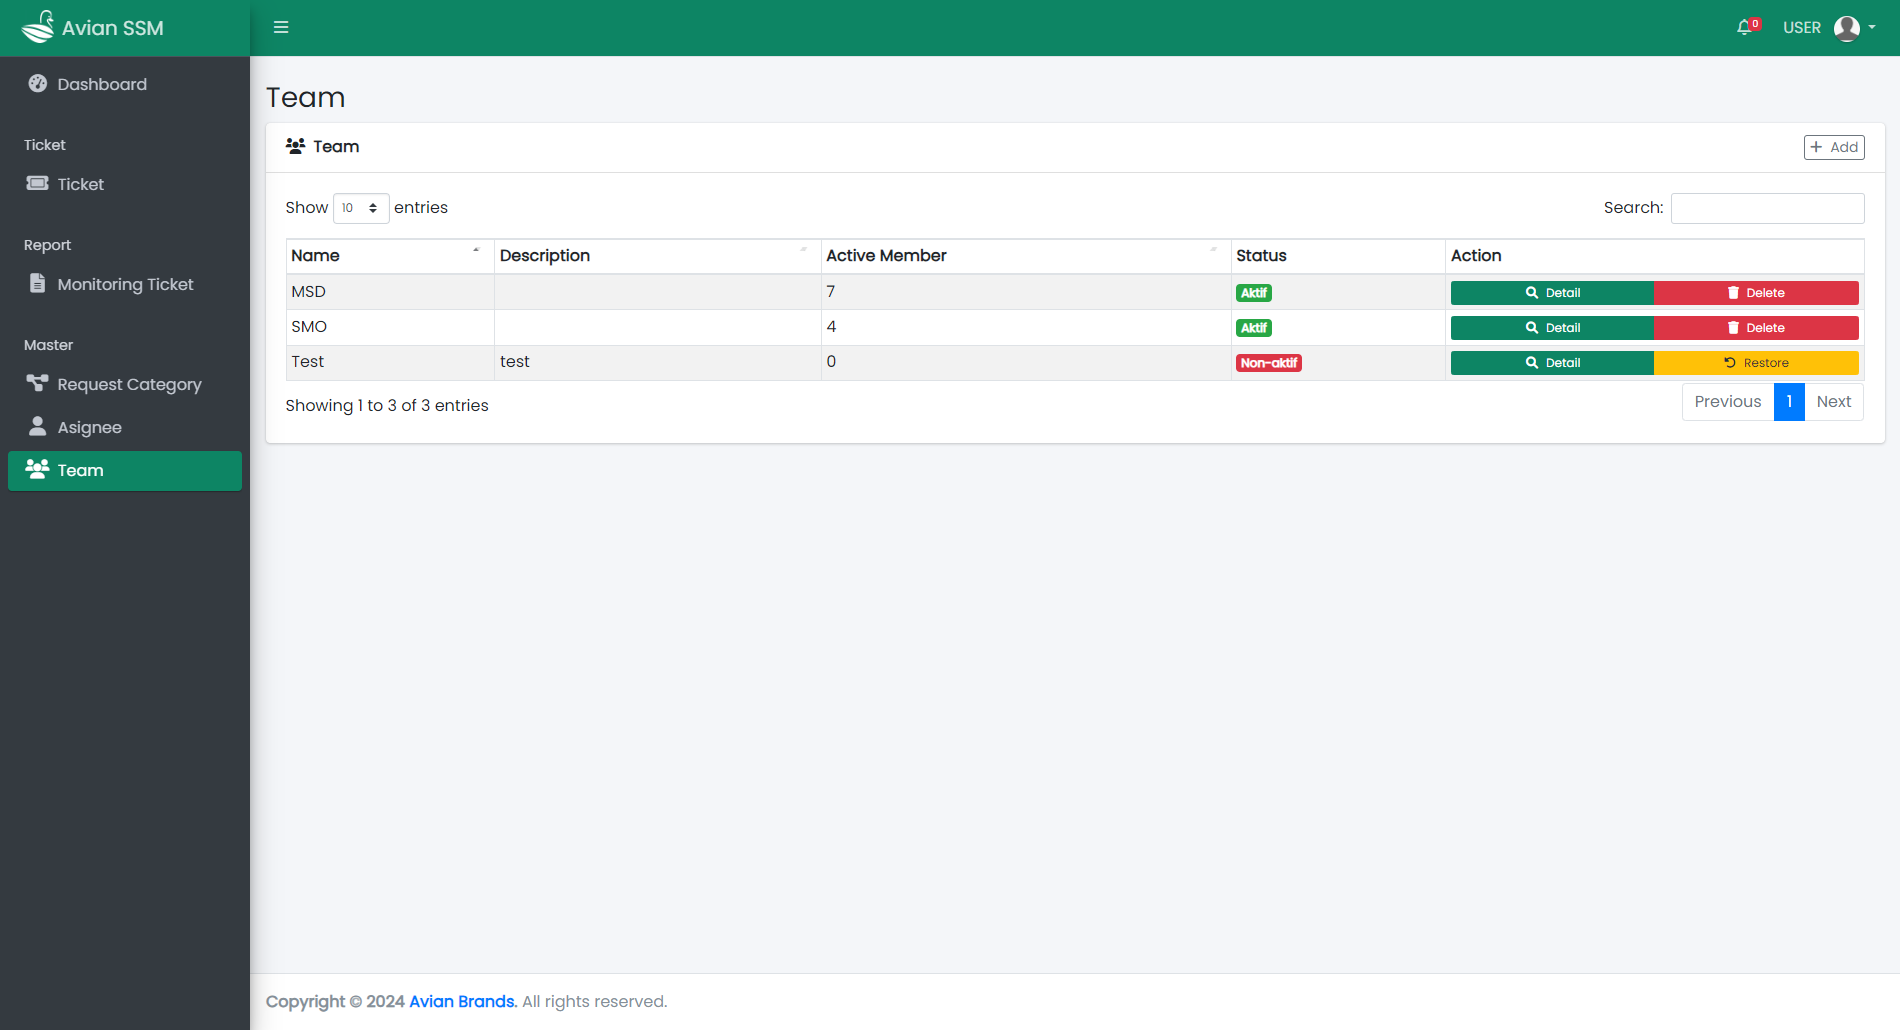 Avian SSM
0
USER
Dashboard
Ticket
Ticket
Report
Monitoring Ticket
Master
Request Category
Asignee
Team
Team
Team
Add
Show 10 entries
Search:
Name Description Active Member Status Action
MSD 7 Aktif Detail Delete
SMO 4 Aktif Detail Delete
Test test 0 Non-aktif Detail Restore
Showing 1 to 3 of 3 entries
Previous 1 Next
Copyright © 2024 Avian Brands. All rights reserved.